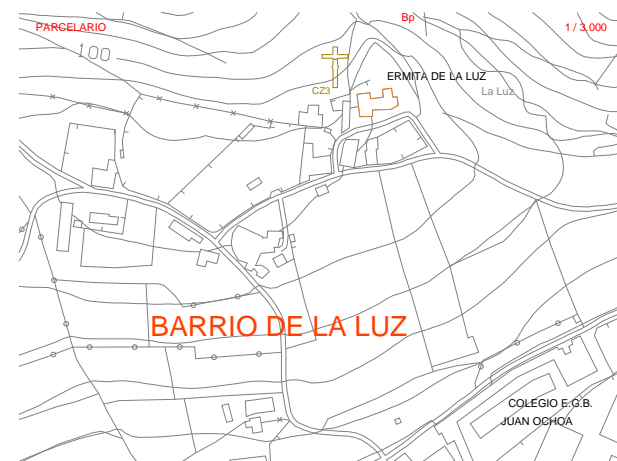 Bp
PARCELARIO
1 / 3,000
100
ERMITA DE LA LUZ
CZ3
La Luz
BARRIO DE LA LUZ
COLEGIO E.G.B.
JUAN OCHOA